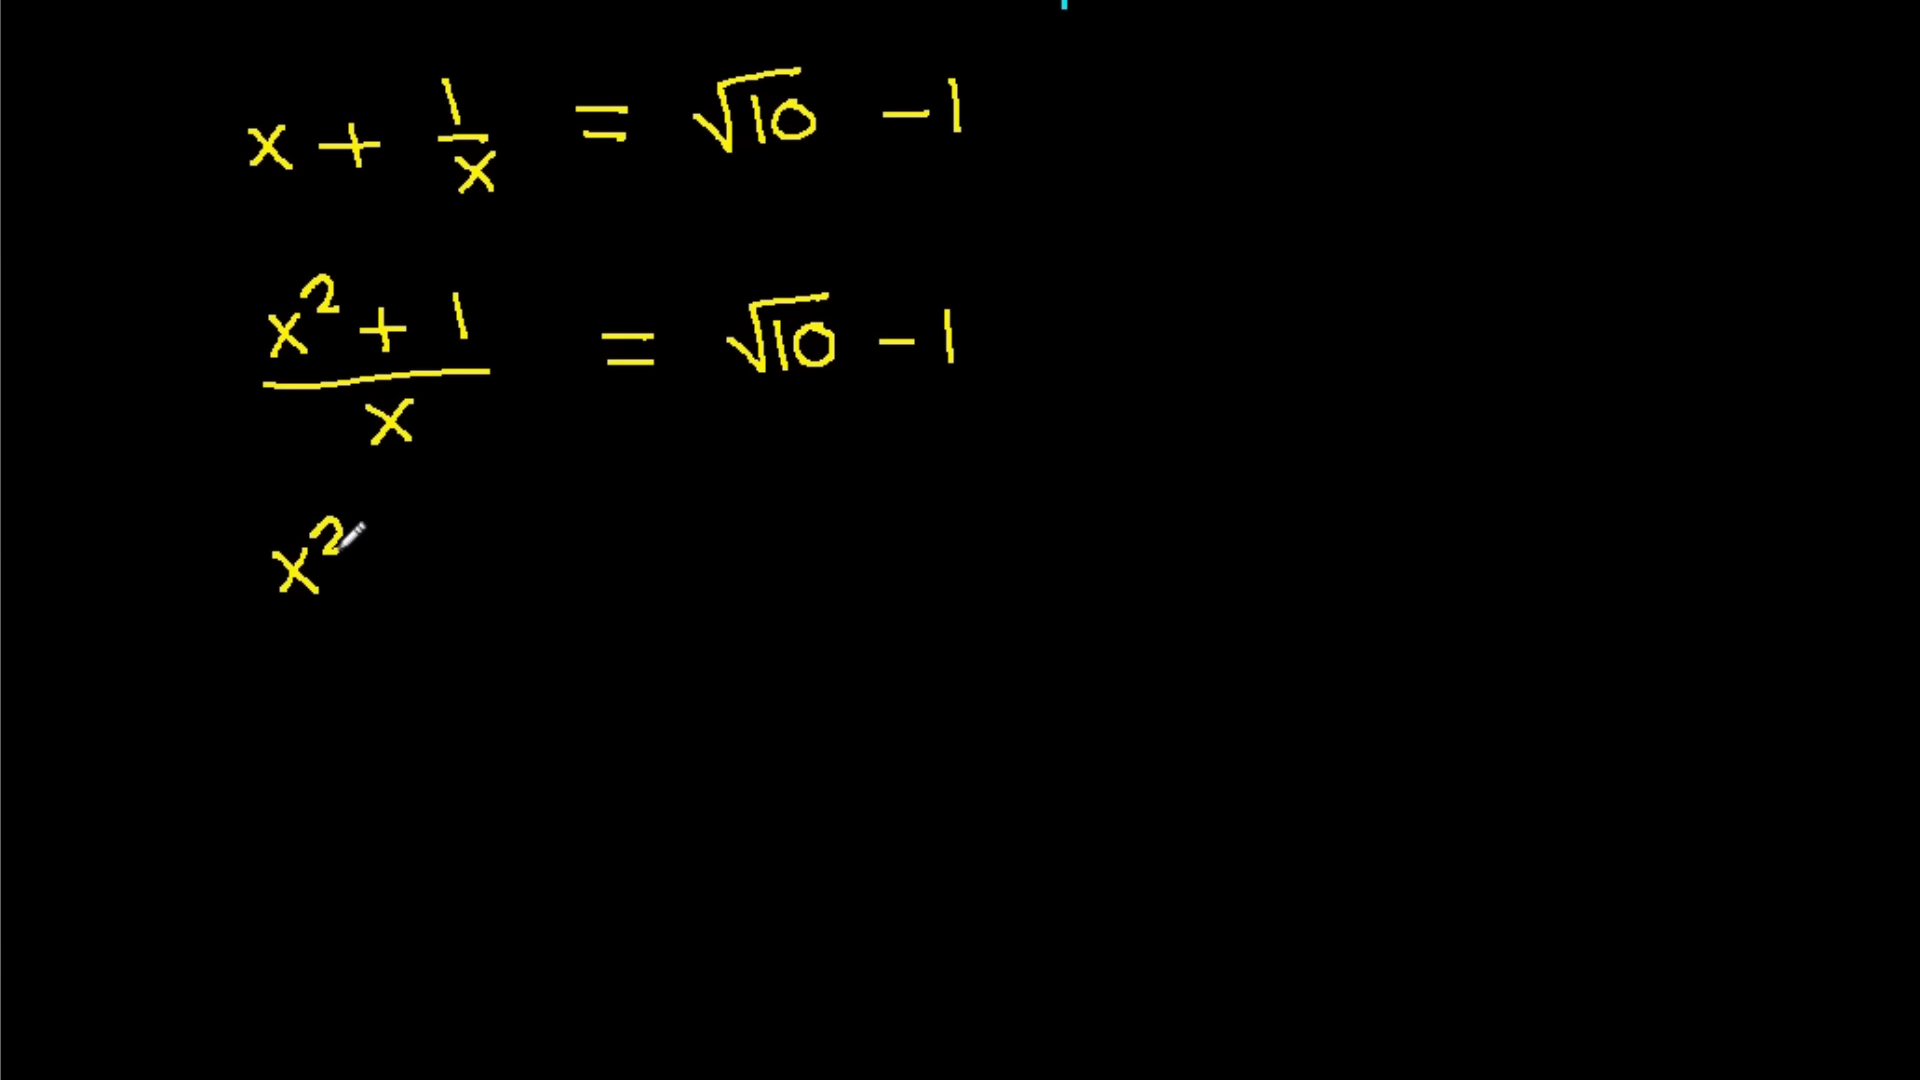 x + 1/x = √10 - 1
(x² + 1)/x = √10 - 1
x²